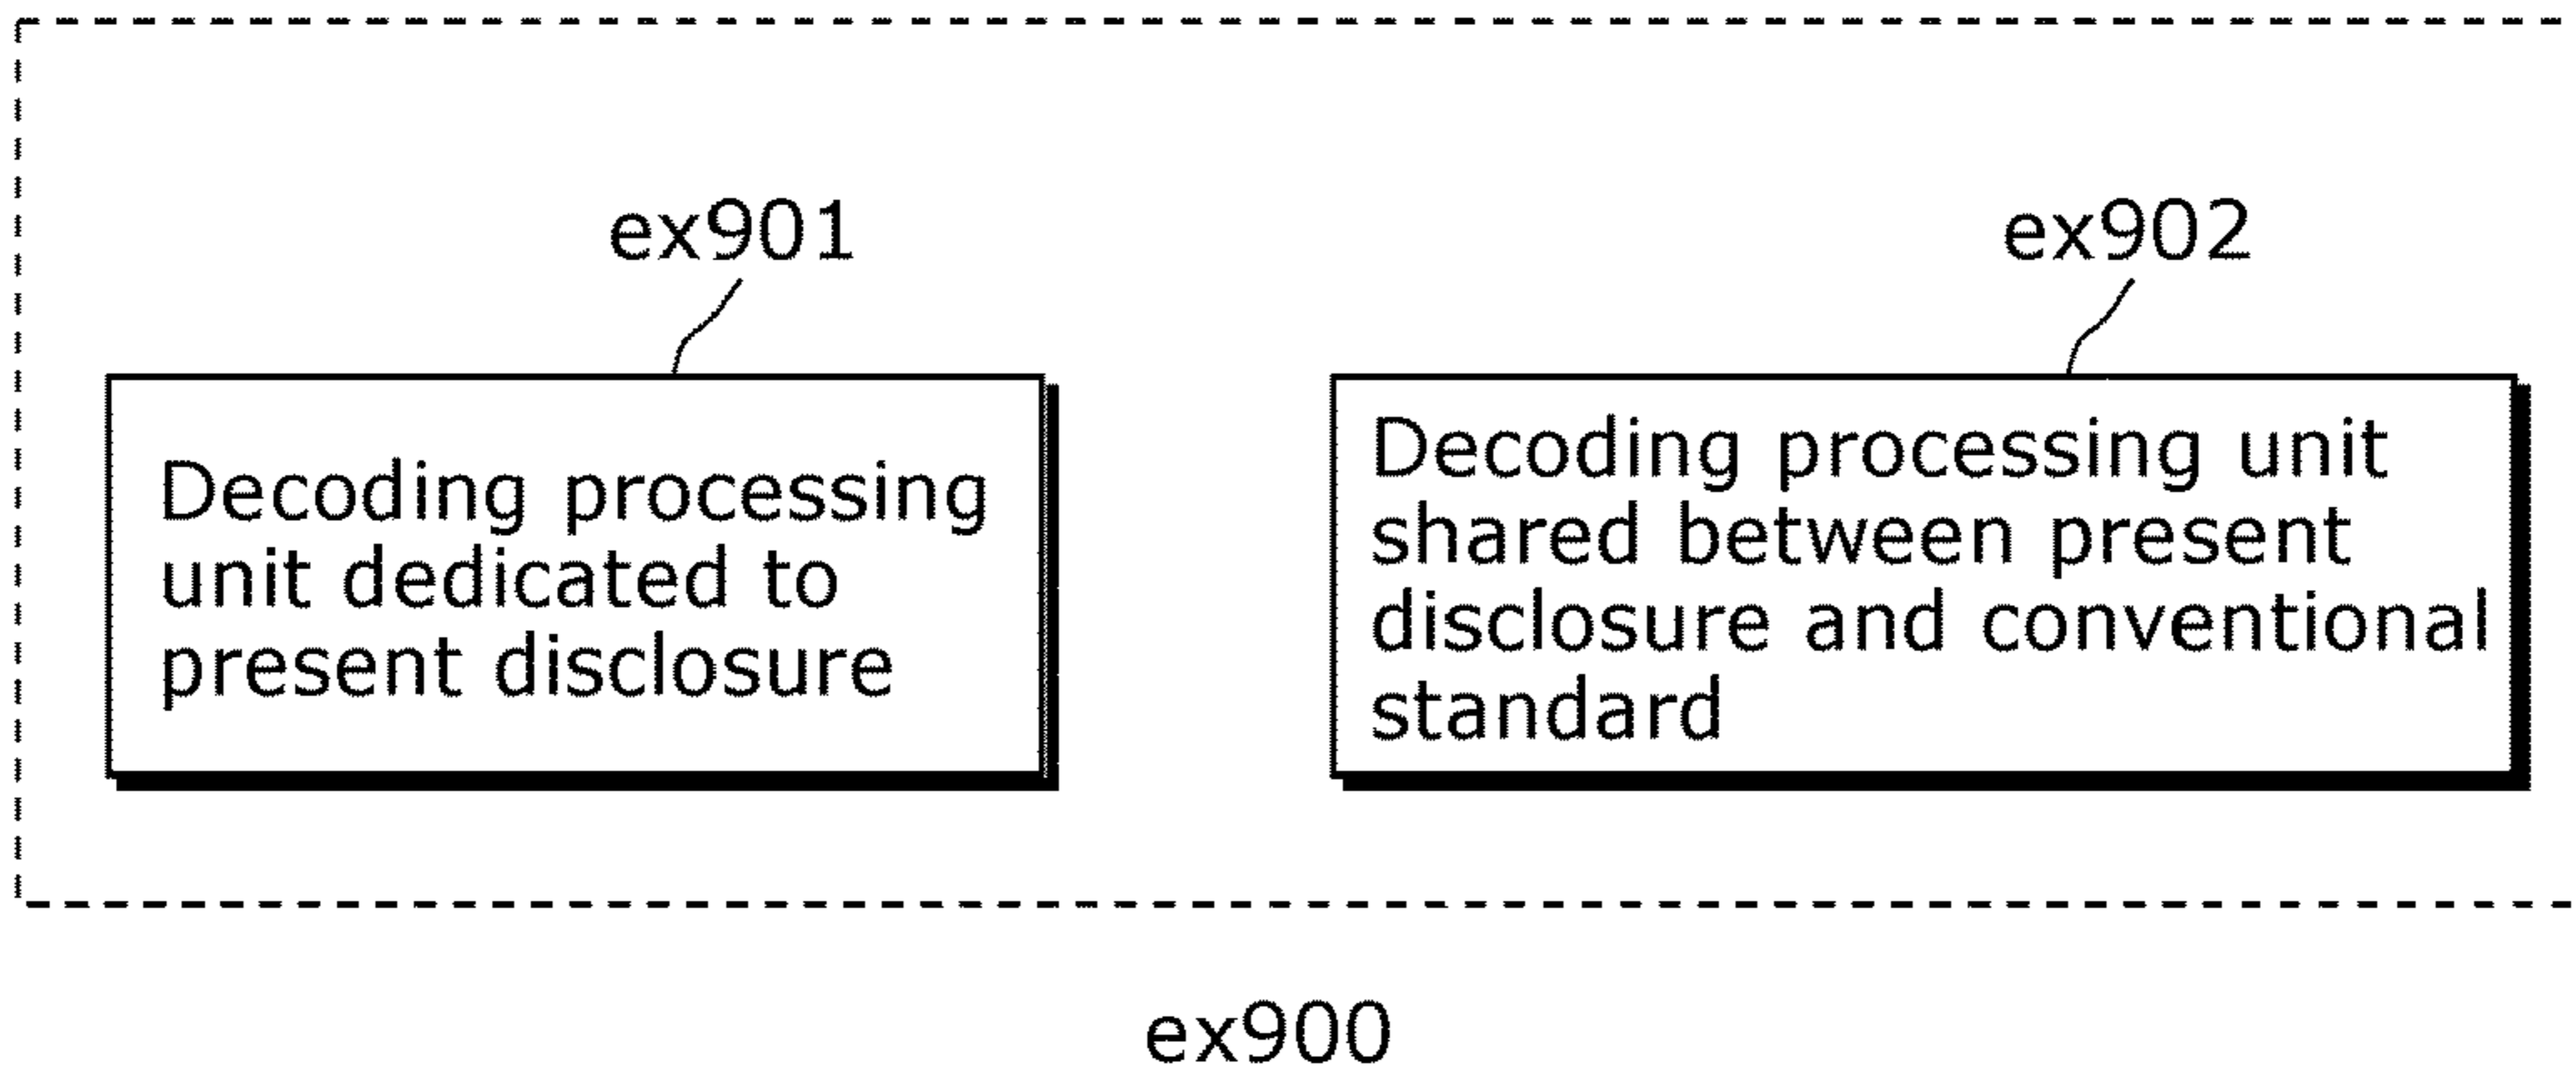 ex901
Decoding processing
unit dedicated to
present disclosure
ex902
Decoding processing unit
shared between present
disclosure and conventional
standard
ex900